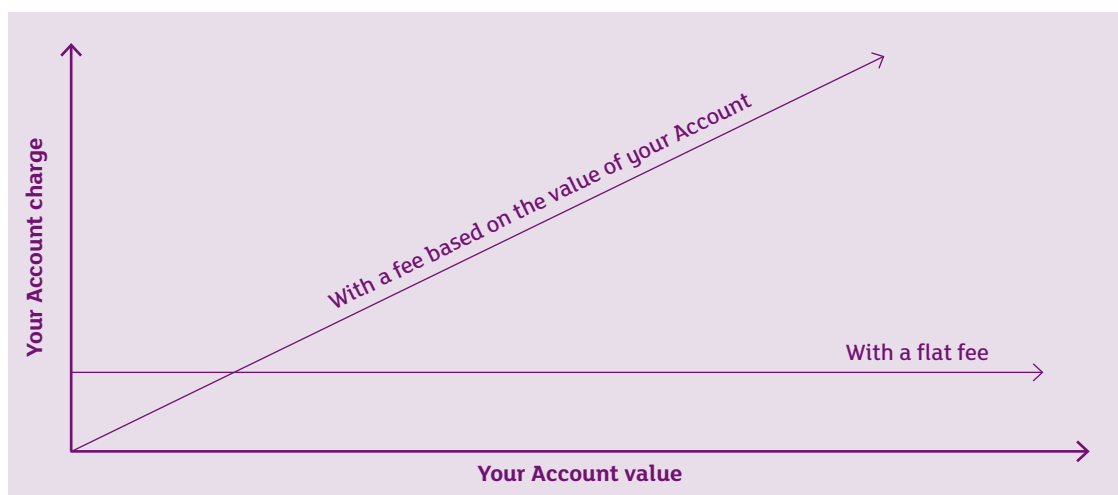 Your Account charge
With a fee based on the value of your Account
With a flat fee
Your Account value